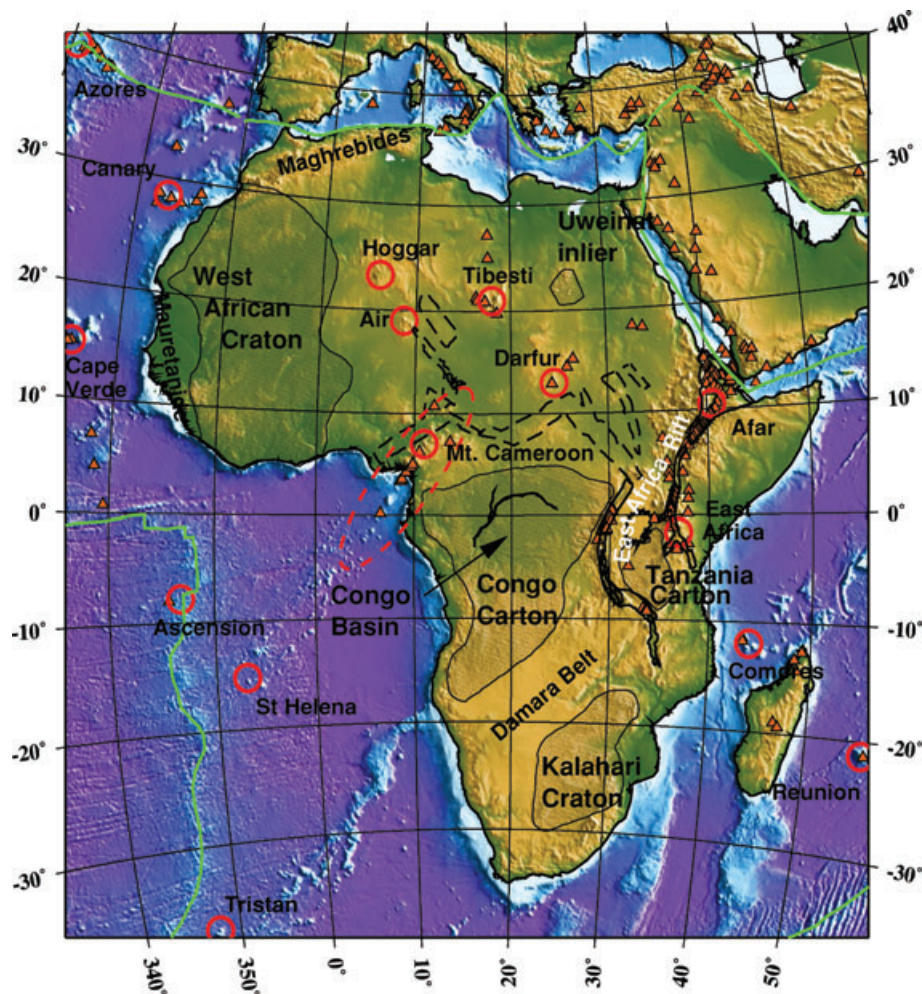 40°
Azores
30°
Maghrebides
30°
Canary
Uweinat
inlier
Hoggar
20°
West
African
Craton
Tibesti
20°
Air
Mauretanides
Cape
Verde
Darfur
10°
10°
Afar
Mt. Cameroon
East Africa Rift
0°
East
Africa
0°
Congo
Basin
Congo
Carton
Tanzania
Carton
Ascension
-10°
-10°
Comores
St Helena
Damara Belt
-20°
-20°
Kalahari
Craton
Reunion
-30°
-30°
Tristan
340°
350°
0°
10°
20°
30°
40°
50°